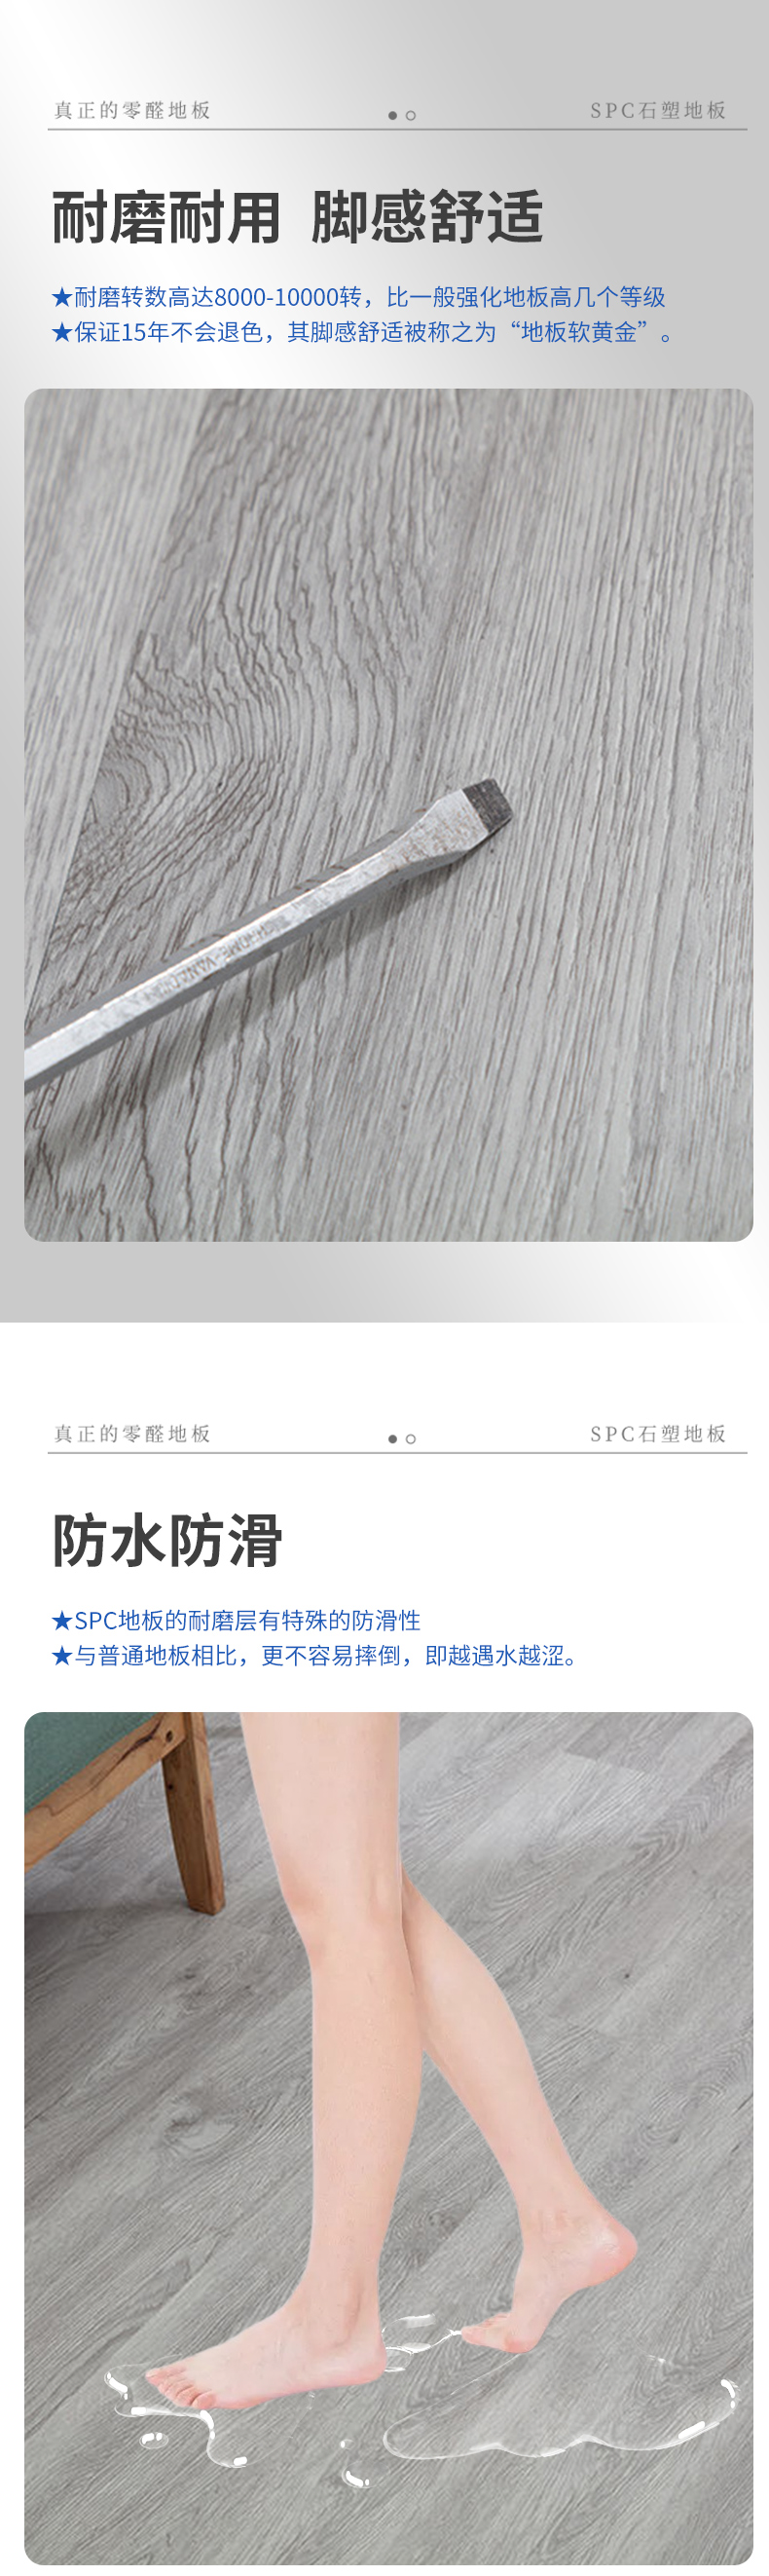 真正的零醛地板
SPC石塑地板
耐磨耐用 脚感舒适
★耐磨转数高达8000-10000转，比一般强化地板高几个等级
★保证15年不会退色，其脚感舒适被称之为“地板软黄金”。
真正的零醛地板
SPC石塑地板
防水防滑
★SPC地板的耐磨层有特殊的防滑性
★与普通地板相比，更不容易摔倒，即越遇水越涩。